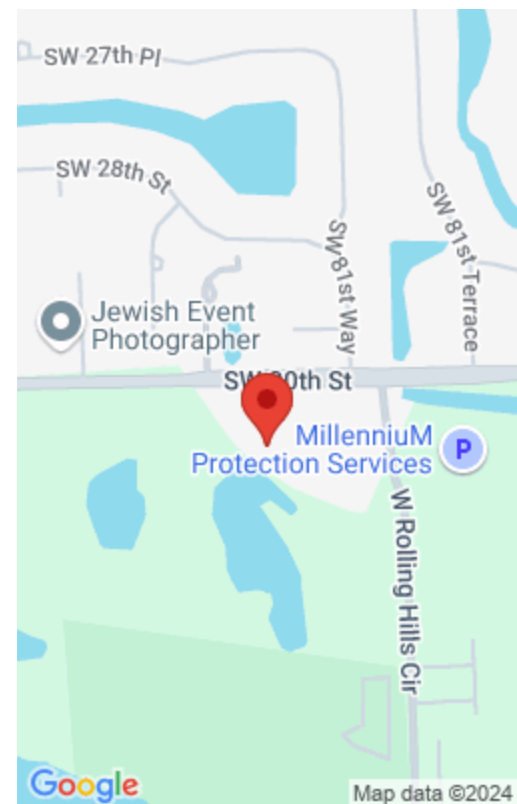 SW 27th Pl
SW 28th St
SW 81st Way
SW 81st Terrace
Jewish Event
Photographer
SW 30th St
MillenniuM
Protection Services
P
W Rolling Hills Cir
Google
Map data ©2024